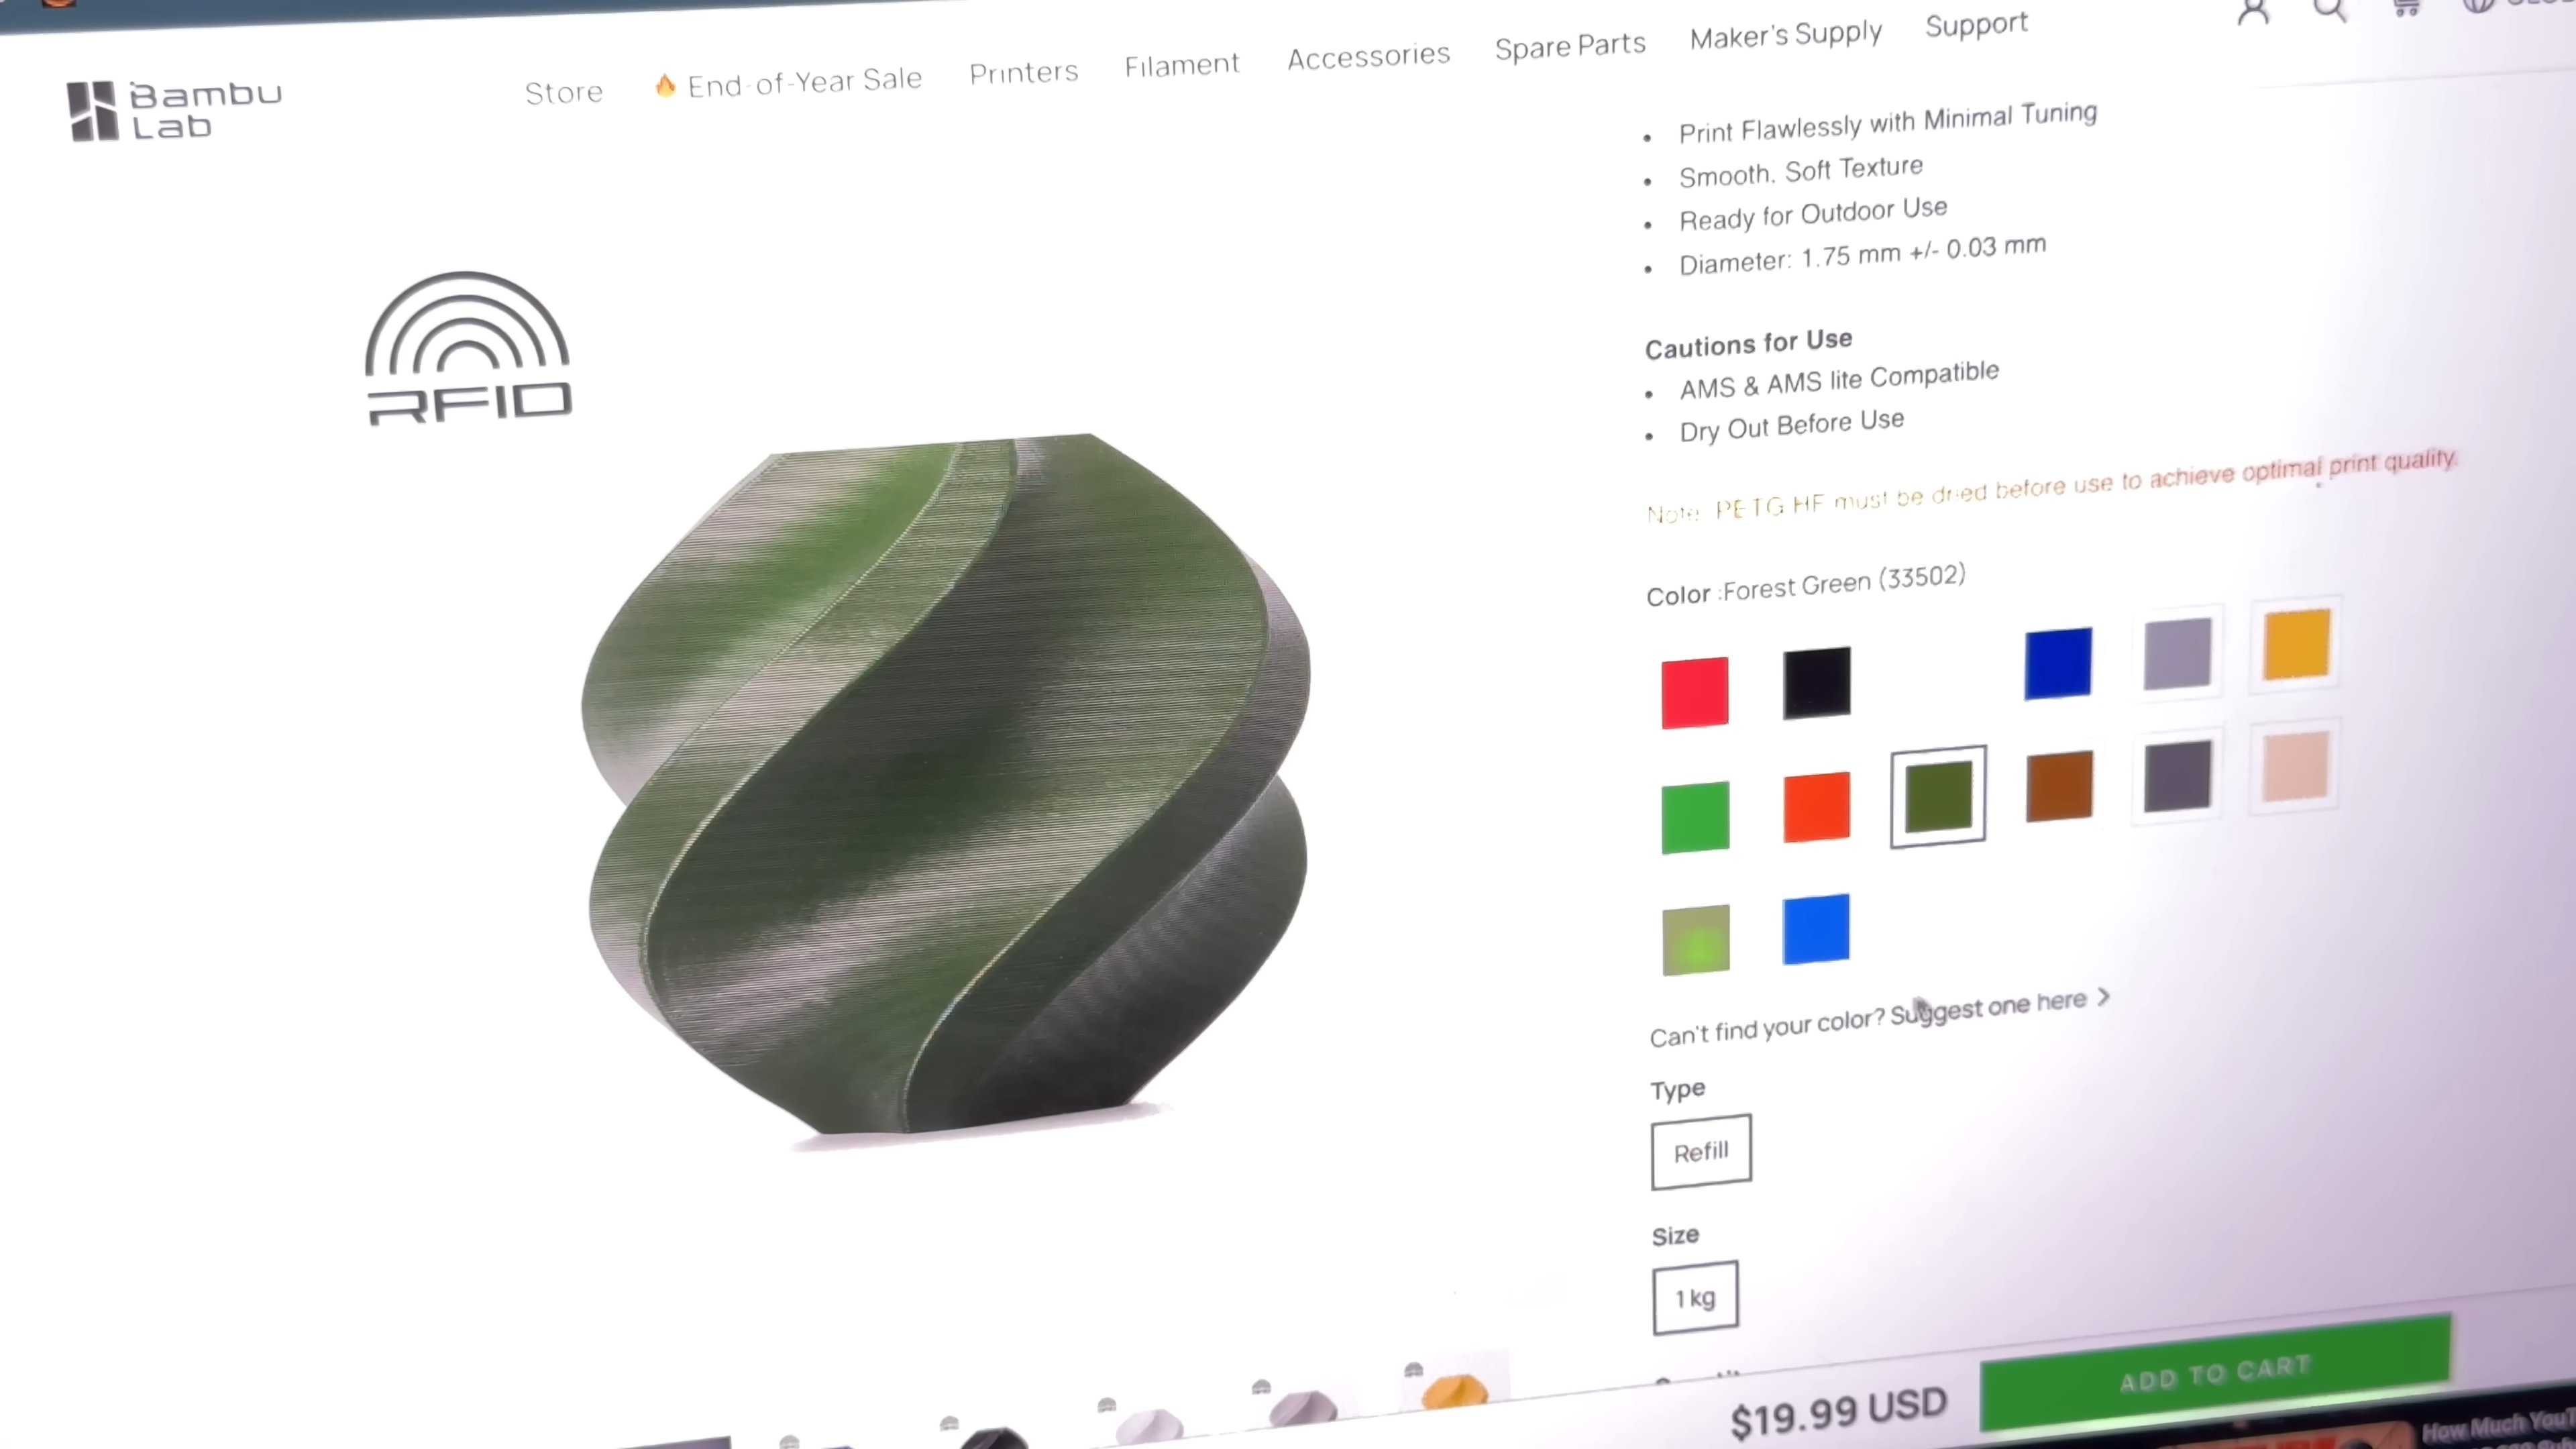 Bambu
Lab
Store
End-of-Year Sale
Printers
Filament
Accessories
Spare Parts
Maker's Supply
Support
RFID
• Print Flawlessly with Minimal Tuning
• Smooth. Soft Texture
• Ready for Outdoor Use
• Diameter: 1.75 mm +/- 0.03 mm
Cautions for Use
• AMS & AMS lite Compatible
• Dry Out Before Use
Note: PETG HF must be dried before use to achieve optimal print quality.
Color :Forest Green (33502)
Can't find your color? Suggest one here >
Type
Refill
Size
1 kg
$19.99 USD
ADD TO CART
How Much You